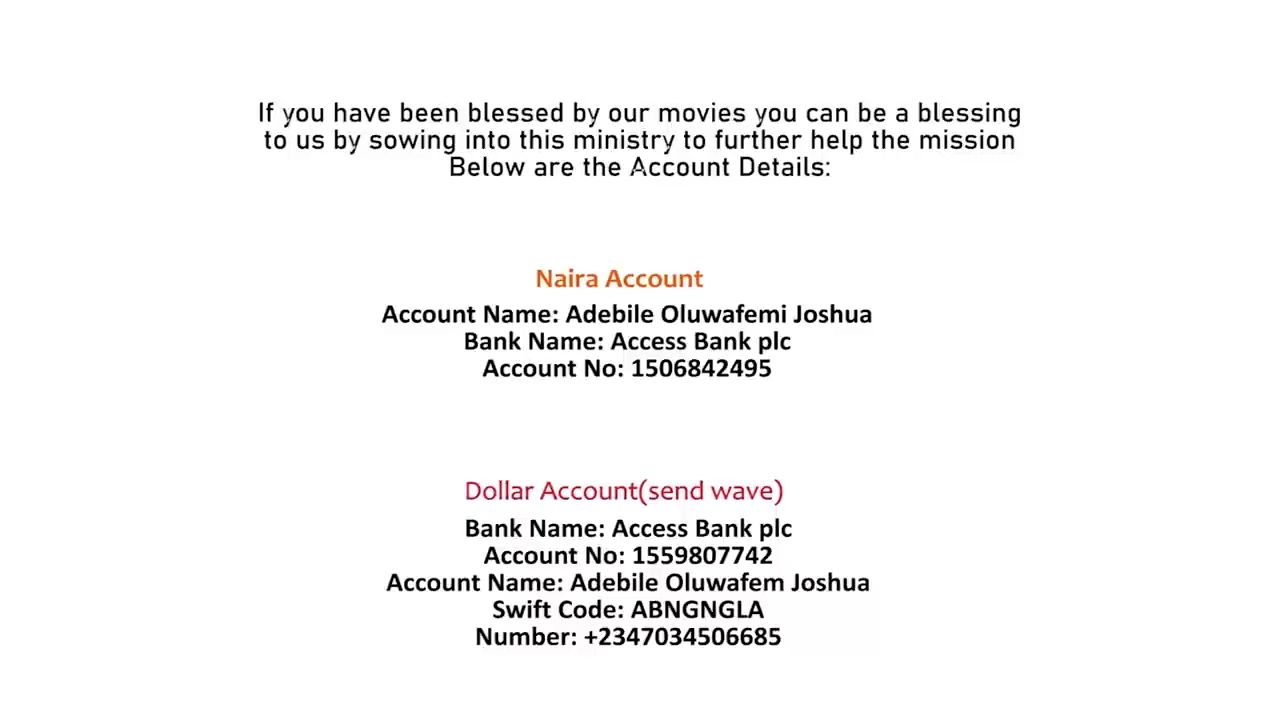 If you have been blessed by our movies you can be a blessing
to us by sowing into this ministry to further help the mission
Below are the Account Details:
Naira Account
Account Name: Adebile Oluwafemi Joshua
Bank Name: Access Bank plc
Account No: 1506842495
Dollar Account(send wave)
Bank Name: Access Bank plc
Account No: 1559807742
Account Name: Adebile Oluwafem Joshua
Swift Code: ABNGNGLA
Number: +2347034506685